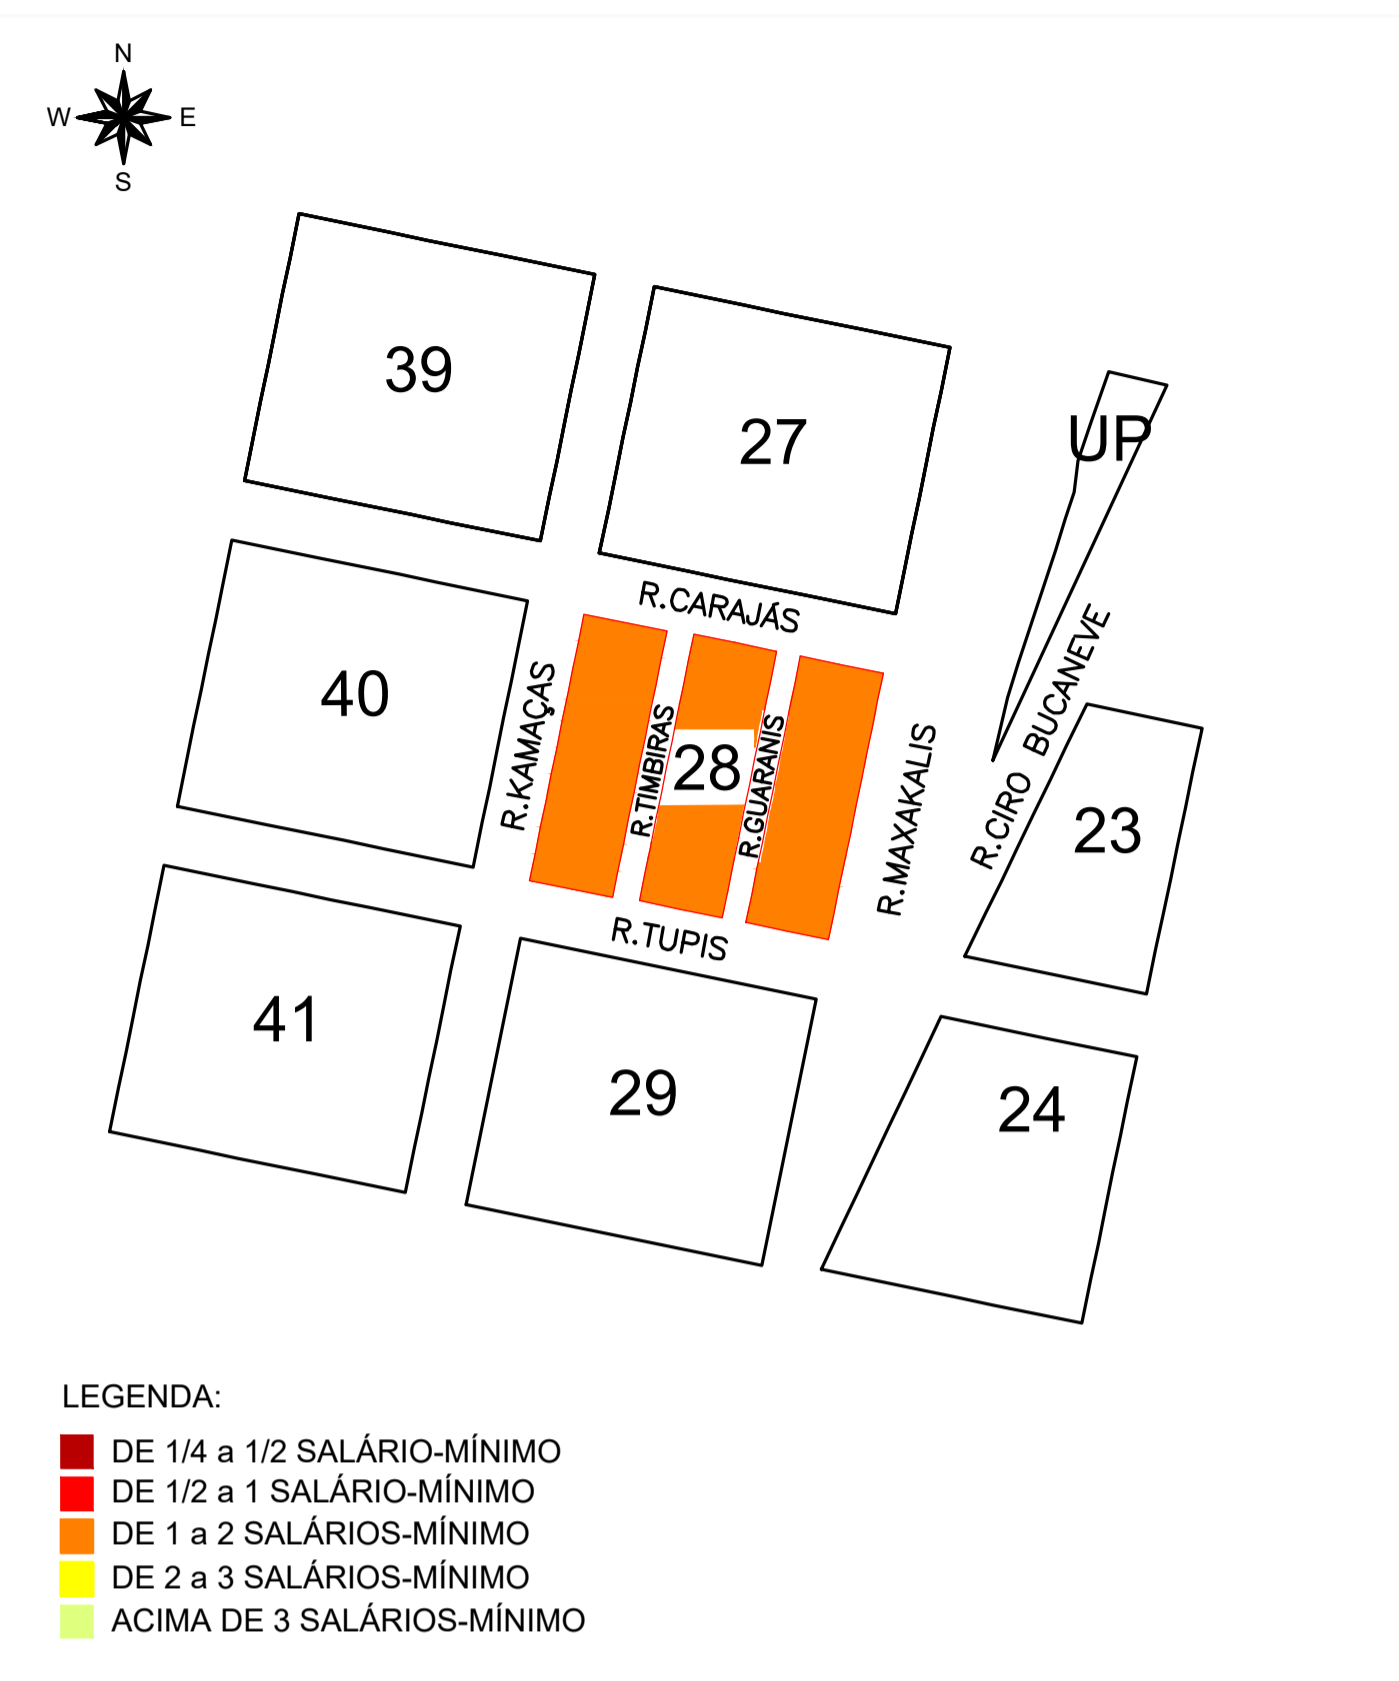 N
W E
S
39
27
UP
R.CARAJÁS
40
R.KAMAÇAS
R.TIMBIRAS
28
R.GUARANIS
R.MAXAKALIS
R.CIRO BUCANEVE
23
R.TUPIS
41
29
24
LEGENDA:
DE 1/4 a 1/2 SALÁRIO-MÍNIMO
DE 1/2 a 1 SALÁRIO-MÍNIMO
DE 1 a 2 SALÁRIOS-MÍNIMO
DE 2 a 3 SALÁRIOS-MÍNIMO
ACIMA DE 3 SALÁRIOS-MÍNIMO